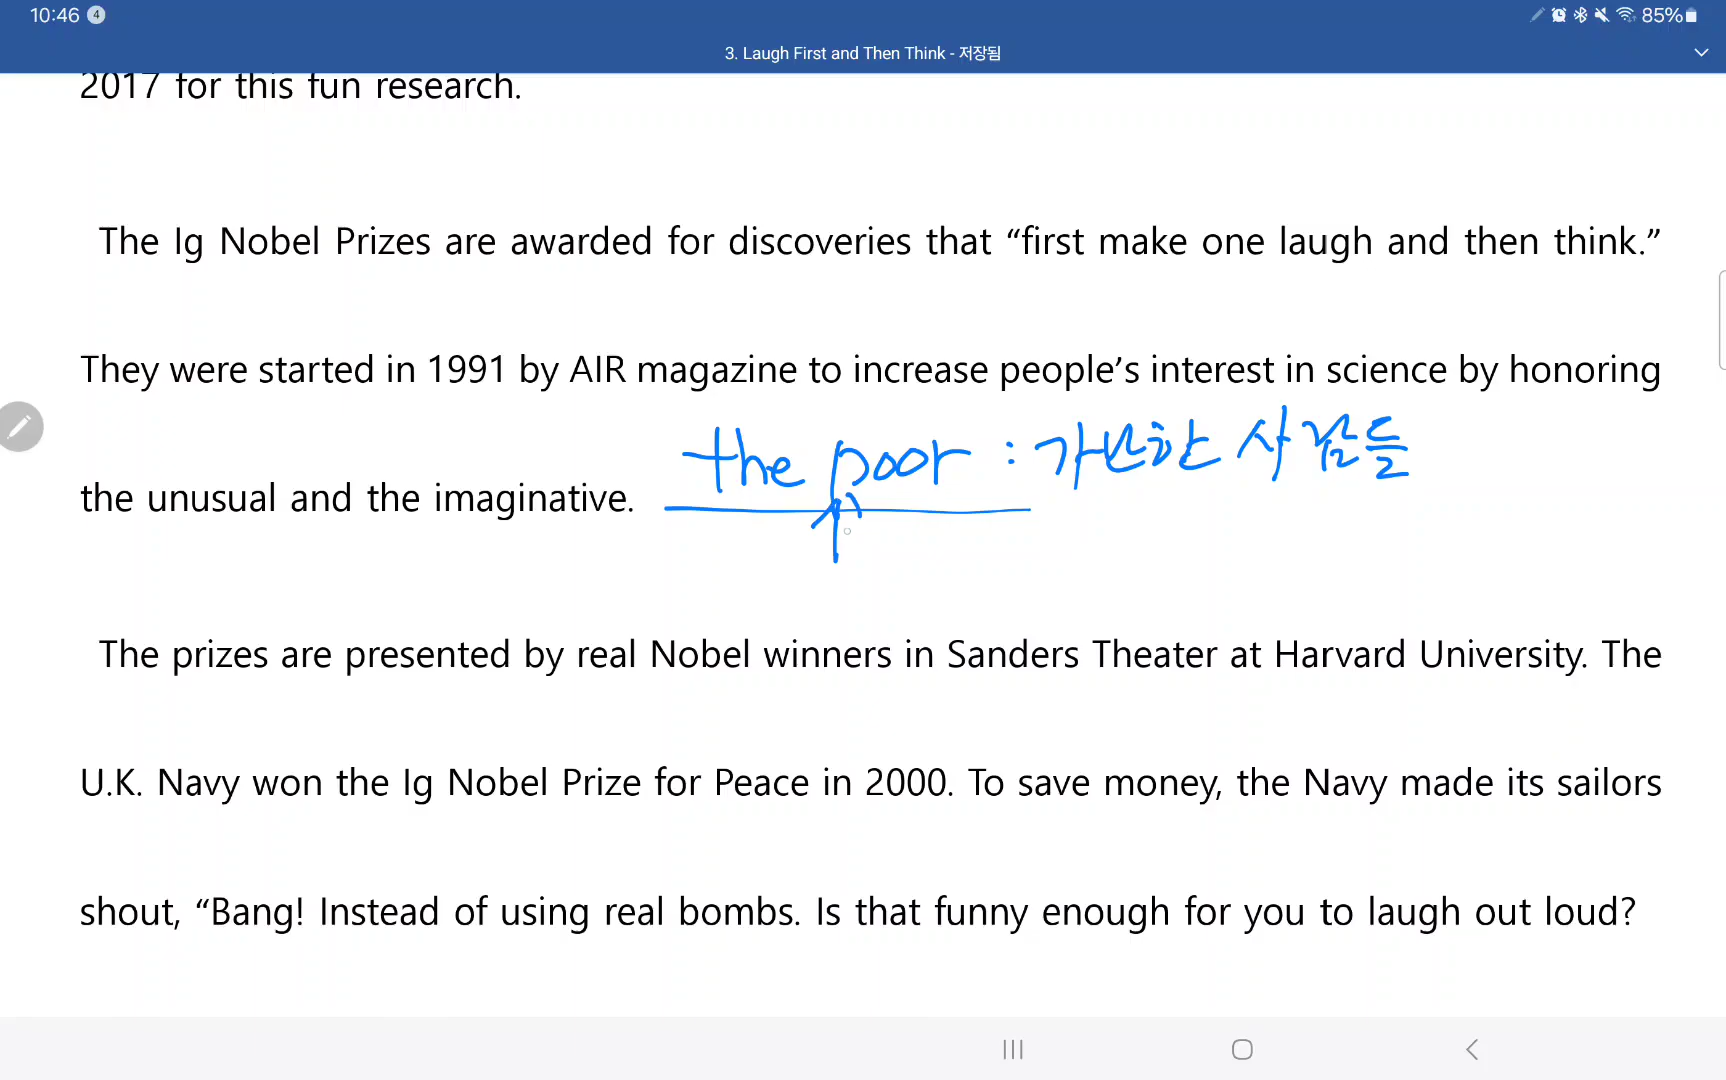 10:46 4 85%
3. Laugh First and Then Think - 저장됨
2017 for this fun research.
The Ig Nobel Prizes are awarded for discoveries that “first make one laugh and then think.”
They were started in 1991 by AIR magazine to increase people’s interest in science by honoring
the poor : 가난한 사람들
the unusual and the imaginative.
The prizes are presented by real Nobel winners in Sanders Theater at Harvard University. The
U.K. Navy won the Ig Nobel Prize for Peace in 2000. To save money, the Navy made its sailors
shout, “Bang! Instead of using real bombs. Is that funny enough for you to laugh out loud?